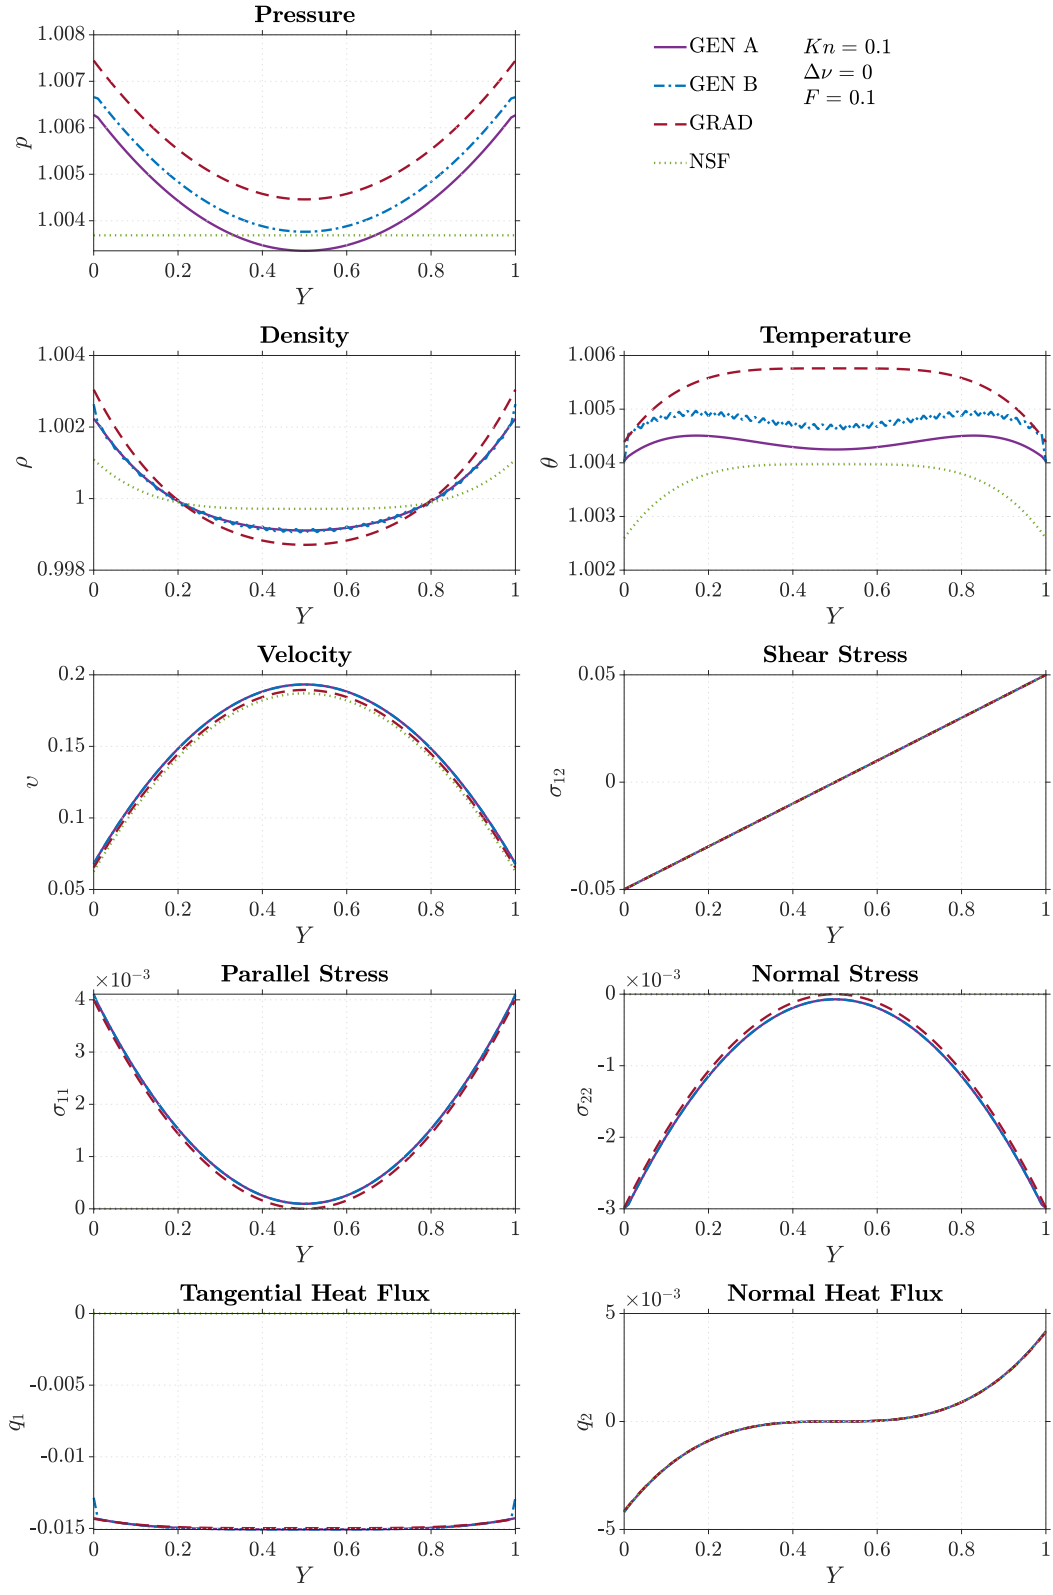 Pressure
1.008
1.007
1.006
1.005
1.004
p
0 0.2 0.4 0.6 0.8 1
Y
GEN A
GEN B
GRAD
NSF
Kn = 0.1
Δν = 0
F = 0.1
Density
1.004
1.002
1
0.998
ρ
0 0.2 0.4 0.6 0.8 1
Y
Temperature
1.006
1.005
1.004
1.003
1.002
θ
0 0.2 0.4 0.6 0.8 1
Y
Velocity
0.2
0.15
0.1
0.05
v
0 0.2 0.4 0.6 0.8 1
Y
Shear Stress
0.05
0
-0.05
σ₁₂
0 0.2 0.4 0.6 0.8 1
Y
Parallel Stress
×10⁻³
4
3
2
1
0
σ₁₁
0 0.2 0.4 0.6 0.8 1
Y
Normal Stress
×10⁻³
0
-1
-2
-3
σ₂₂
0 0.2 0.4 0.6 0.8 1
Y
Tangential Heat Flux
0
-0.005
-0.01
-0.015
q₁
0 0.2 0.4 0.6 0.8 1
Y
Normal Heat Flux
×10⁻³
5
0
-5
q₂
0 0.2 0.4 0.6 0.8 1
Y